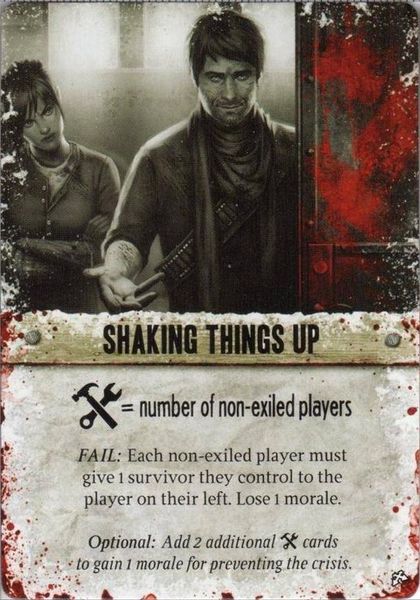 SHAKING THINGS UP
= number of non-exiled players
FAIL: Each non-exiled player must
give 1 survivor they control to the
player on their left. Lose 1 morale.
Optional: Add 2 additional cards
to gain 1 morale for preventing the crisis.